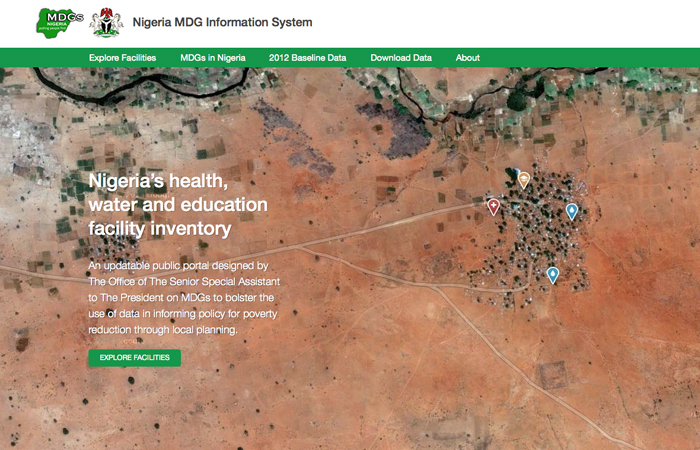 MDGs
NIGERIA
Nigeria MDG Information System
Explore Facilities
MDGs in Nigeria
2012 Baseline Data
Download Data
About
Nigeria's health,
water and education
facility inventory
An updatable public portal designed by
The Office of The Senior Special Assistant
to The President on MDGs to bolster the
use of data in informing policy for poverty
reduction through local planning.
EXPLORE FACILITIES